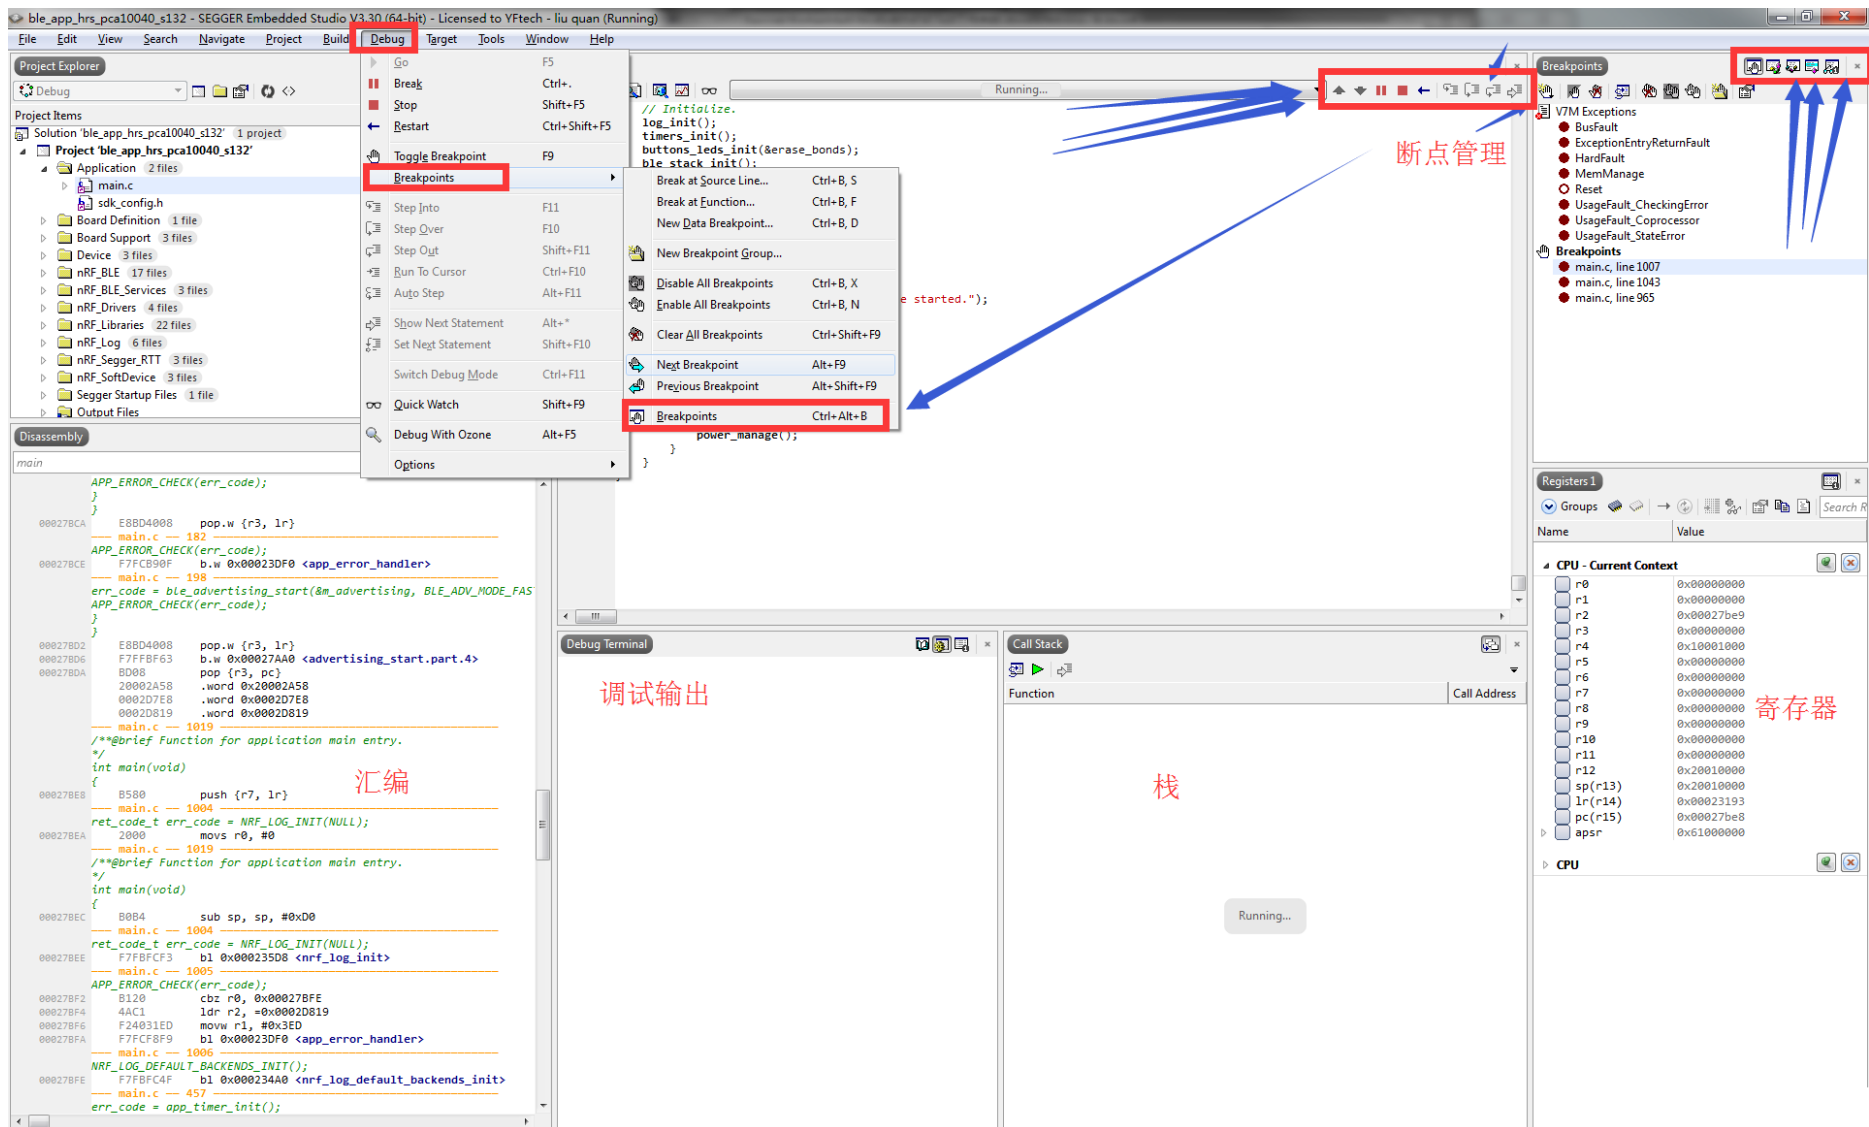 ble_app_hrs_pca10040_s132 - SEGGER Embedded Studio V3.30 (64-bit) - Licensed to YFtech - liu quan (Running)
File Edit View Search Navigate Project Build Debug Target Tools Window Help
Project Explorer
Debug
Project Items
Solution 'ble_app_hrs_pca10040_s132' 1 project
Project 'ble_app_hrs_pca10040_s132'
Application 2 files
main.c
sdk_config.h
Board Definition 1 file
Board Support 3 files
Device 3 files
nRF_BLE 17 files
nRF_BLE_Services 3 files
nRF_Drivers 4 files
nRF_Libraries 22 files
nRF_Log 6 files
nRF_Segger_RTT 3 files
nRF_SoftDevice 3 files
Segger Startup Files 1 file
Output Files
Go F5
Break Ctrl+.
Stop Shift+F5
Restart Ctrl+Shift+F5
Toggle Breakpoint F9
Breakpoints
Step Into F11
Step Over F10
Step Out Shift+F11
Run To Cursor Ctrl+F10
Auto Step Alt+F11
Show Next Statement Alt+*
Set Next Statement Shift+F10
Switch Debug Mode Ctrl+F11
Quick Watch Shift+F9
Debug With Ozone Alt+F5
Options
Break at Source Line... Ctrl+B, S
Break at Function... Ctrl+B, F
New Data Breakpoint... Ctrl+B, D
New Breakpoint Group...
Disable All Breakpoints Ctrl+B, X
Enable All Breakpoints Ctrl+B, N
Clear All Breakpoints Ctrl+Shift+F9
Next Breakpoint Alt+F9
Previous Breakpoint Alt+Shift+F9
Breakpoints Ctrl+Alt+B
Running...
// Initialize.
log_init();
timers_init();
buttons_leds_init(&erase_bonds);
ble_stack_init();
e started.");
power_manage();
}
}
断点管理
Breakpoints
V7M Exceptions
BusFault
ExceptionEntryReturnFault
HardFault
MemManage
Reset
UsageFault_CheckingError
UsageFault_Coprocessor
UsageFault_StateError
Breakpoints
main.c, line 1007
main.c, line 1043
main.c, line 965
Disassembly
main
APP_ERROR_CHECK(err_code);
}
}
00027BCA E8BD4008 pop.w {r3, lr}
main.c — 182
APP_ERROR_CHECK(err_code);
00027BCE F7FCB90F b.w 0x00023DF0 <app_error_handler>
main.c — 198
err_code = ble_advertising_start(&m_advertising, BLE_ADV_MODE_FAS
APP_ERROR_CHECK(err_code);
}
}
00027BD2 E8BD4008 pop.w {r3, lr}
00027BD6 F7FFBF63 b.w 0x00027AA0 <advertising_start.part.4>
00027BDA BD08 pop {r3, pc}
20002A58 .word 0x20002A58
0002D7E8 .word 0x0002D7E8
0002D819 .word 0x0002D819
main.c — 1019
/**@brief Function for application main entry.
*/
int main(void)
{
00027BE8 B580 push {r7, lr}
main.c — 1004
ret_code_t err_code = NRF_LOG_INIT(NULL);
00027BEA 2000 movs r0, #0
main.c — 1019
/**@brief Function for application main entry.
*/
int main(void)
{
00027BEC B0B4 sub sp, sp, #0xD0
main.c — 1004
ret_code_t err_code = NRF_LOG_INIT(NULL);
00027BEE F7FBFCF3 bl 0x000235D8 <nrf_log_init>
main.c — 1005
APP_ERROR_CHECK(err_code);
00027BF2 B120 cbz r0, 0x00027BFE
00027BF4 4AC1 ldr r2, =0x0002D819
00027BF6 F24031ED movw r1, #0x3ED
00027BFA F7FCF8F9 bl 0x00023DF0 <app_error_handler>
main.c — 1006
NRF_LOG_DEFAULT_BACKENDS_INIT();
00027BFE F7FBFC4F bl 0x000234A0 <nrf_log_default_backends_init>
main.c — 457
err_code = app_timer_init();
汇编
Debug Terminal
调试输出
Call Stack
Function Call Address
栈
Running...
Registers 1
Groups Search R
Name Value
CPU - Current Context
r0 0x00000000
r1 0x00000000
r2 0x00027be9
r3 0x00000000
r4 0x10001000
r5 0x00000000
r6 0x00000000
r7 0x00000000
r8 0x00000000
r9 0x00000000
r10 0x00000000
r11 0x00000000
r12 0x20010000
sp(r13) 0x20010000
lr(r14) 0x00023193
pc(r15) 0x00027be8
apsr 0x61000000
寄存器
CPU